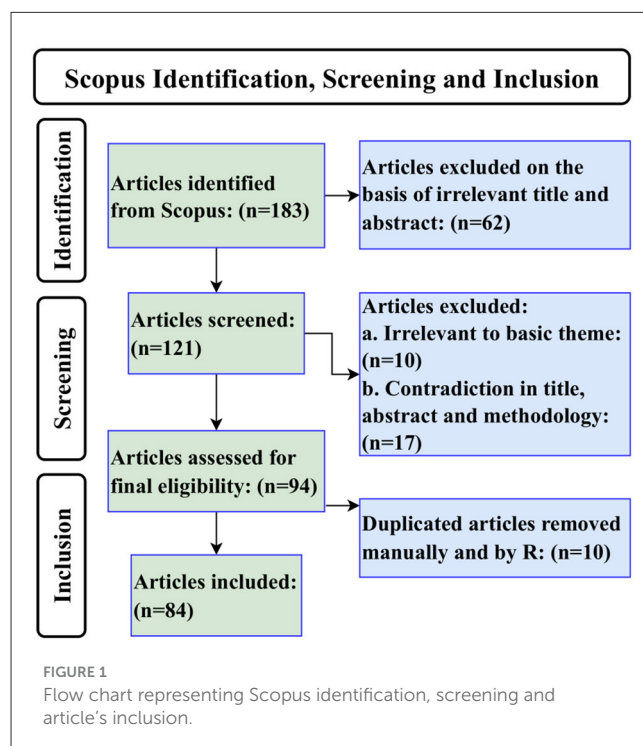 Scopus Identification, Screening and Inclusion
Identification
Articles identified
from Scopus: (n=183)
Articles excluded on the
basis of irrelevant title and
abstract: (n=62)
Screening
Articles screened:
(n=121)
Articles excluded:
a. Irrelevant to basic theme:
(n=10)
b. Contradiction in title,
abstract and methodology:
(n=17)
Articles assessed for
final eligibility: (n=94)
Inclusion
Duplicated articles removed
manually and by R: (n=10)
Articles included:
(n=84)
FIGURE 1
Flow chart representing Scopus identification, screening and
article's inclusion.